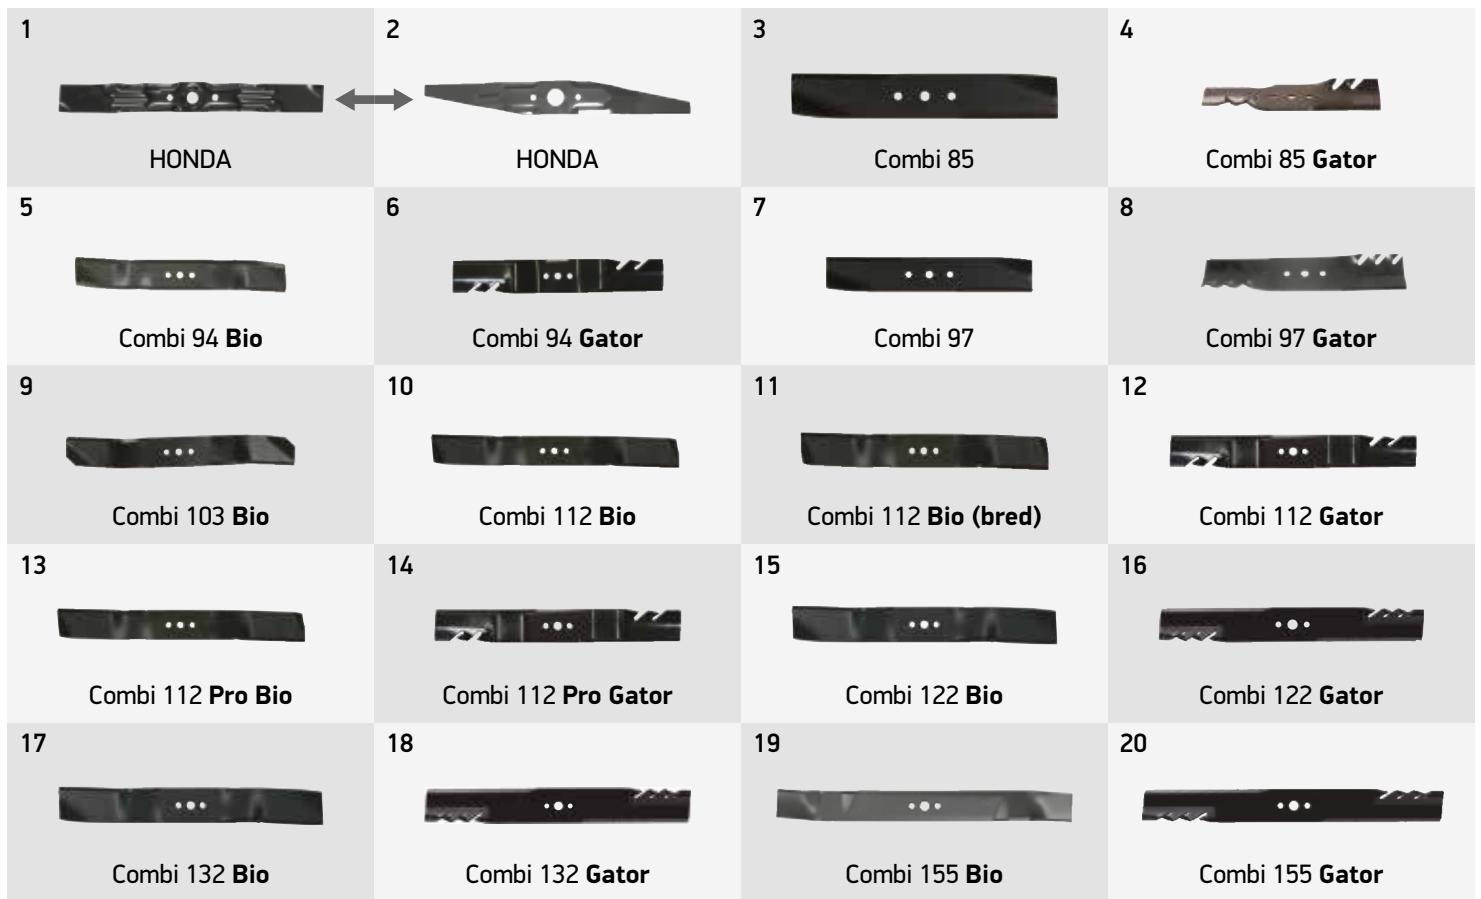 1
HONDA
2
HONDA
3
Combi 85
4
Combi 85 Gator
5
Combi 94 Bio
6
Combi 94 Gator
7
Combi 97
8
Combi 97 Gator
9
Combi 103 Bio
10
Combi 112 Bio
11
Combi 112 Bio (bred)
12
Combi 112 Gator
13
Combi 112 Pro Bio
14
Combi 112 Pro Gator
15
Combi 122 Bio
16
Combi 122 Gator
17
Combi 132 Bio
18
Combi 132 Gator
19
Combi 155 Bio
20
Combi 155 Gator